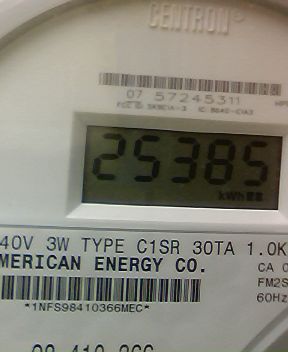 CENTRON®
07 57245311
25385
kWh
40V 3W TYPE C1SR 30TA 1.0K
MERICAN ENERGY CO.
CA 0
FM2S
60Hz
*1NFS98410366MEC*